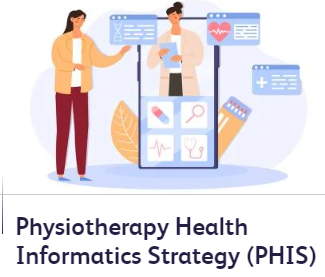 Physiotherapy Health
Informatics Strategy (PHIS)